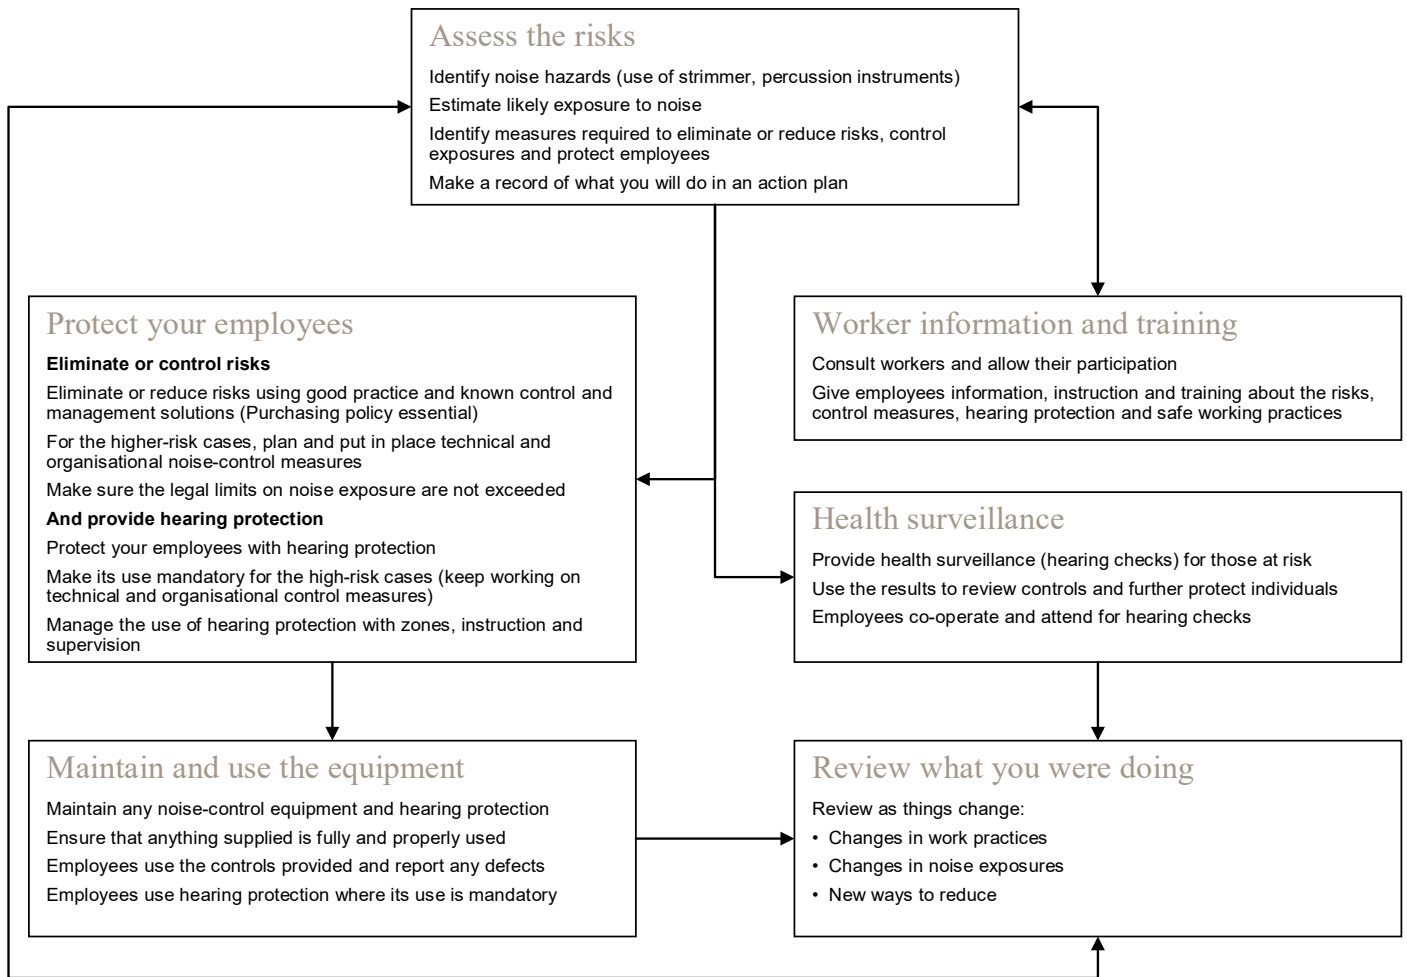 Assess the risks
Identify noise hazards (use of strimmer, percussion instruments)
Estimate likely exposure to noise
Identify measures required to eliminate or reduce risks, control
exposures and protect employees
Make a record of what you will do in an action plan
Protect your employees
Eliminate or control risks
Eliminate or reduce risks using good practice and known control and
management solutions (Purchasing policy essential)
For the higher-risk cases, plan and put in place technical and
organisational noise-control measures
Make sure the legal limits on noise exposure are not exceeded
And provide hearing protection
Protect your employees with hearing protection
Make its use mandatory for the high-risk cases (keep working on
technical and organisational control measures)
Manage the use of hearing protection with zones, instruction and
supervision
Worker information and training
Consult workers and allow their participation
Give employees information, instruction and training about the risks,
control measures, hearing protection and safe working practices
Health surveillance
Provide health surveillance (hearing checks) for those at risk
Use the results to review controls and further protect individuals
Employees co-operate and attend for hearing checks
Maintain and use the equipment
Maintain any noise-control equipment and hearing protection
Ensure that anything supplied is fully and properly used
Employees use the controls provided and report any defects
Employees use hearing protection where its use is mandatory
Review what you were doing
Review as things change:
• Changes in work practices
• Changes in noise exposures
• New ways to reduce